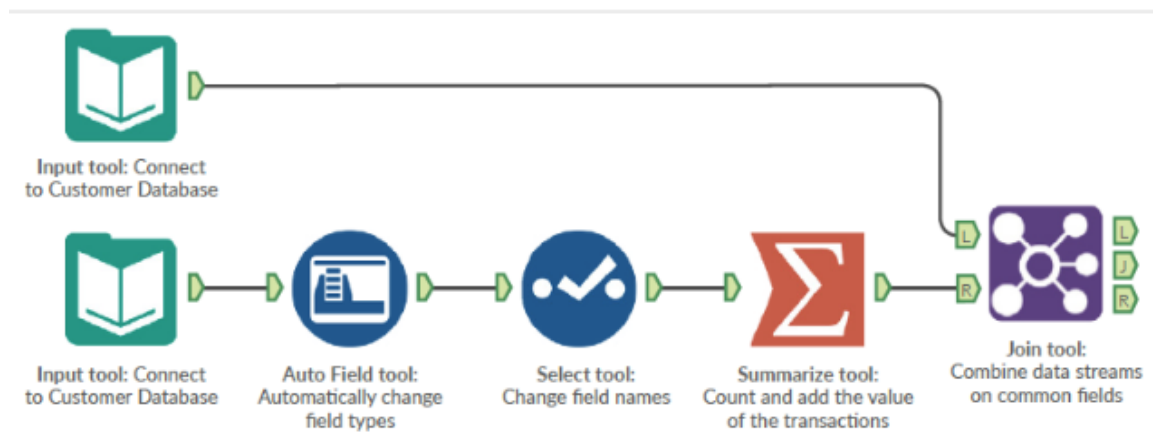 Input tool: Connect
to Customer Database
L
R
L
J
R
Join tool:
Combine data streams
on common fields
Input tool: Connect
to Customer Database
Auto Field tool:
Automatically change
field types
Select tool:
Change field names
Summarize tool:
Count and add the value
of the transactions